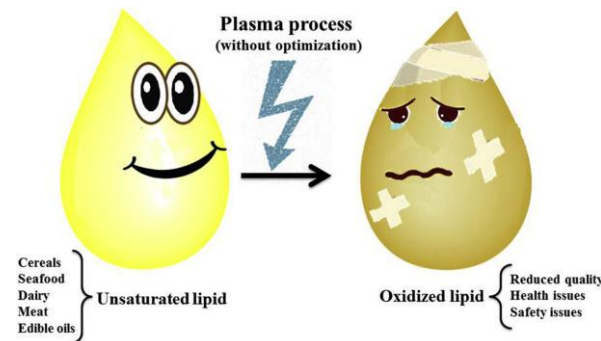 Plasma process
(without optimization)
Cereals
Seafood
Dairy
Meat
Edible oils
Unsaturated lipid
Oxidized lipid
Reduced quality
Health issues
Safety issues